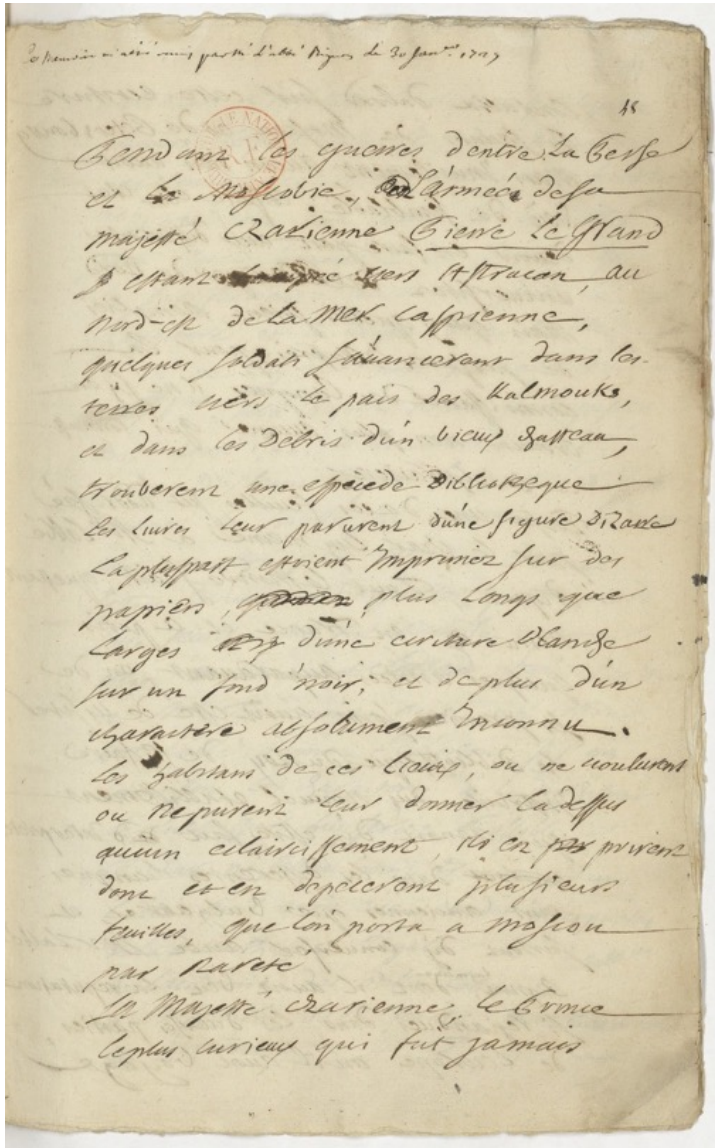 Ce memoire m'a été remis par M. l'abbé Bignon le 30 Janv. 1727
48
Pendant les guerres d'entre La Perse
et la Moscovie, l'armée de sa
majesté Czarienne Pierre le Grand
estant vers Astracan, au
nord-est de la Mer Caspienne,
quelques soldats s'avancerent dans les
terres vers le pais des Kalmouks,
et dans les Debris d'un vieux chasteau,
trouverent une espece de Bibliotheque
Les livres leur parurent d'une figure Bizarre
La pluspart estoient Imprimez sur des
papiers, plus Longs que
Larges d'une ecriture blanche
sur un fond noir; et de plus d'un
charactere absolument Inconnu.
les habitans de ces lieux, ou ne voulurent
ou ne purent leur donner La dessus
aucun eclaircissement, ils en prirent
donc et en depecerent plusieurs
feuilles, que l'on porta a Moscou
par Rareté
Sa Majesté Czarienne, le Prince
le plus curieux qui fut jamais